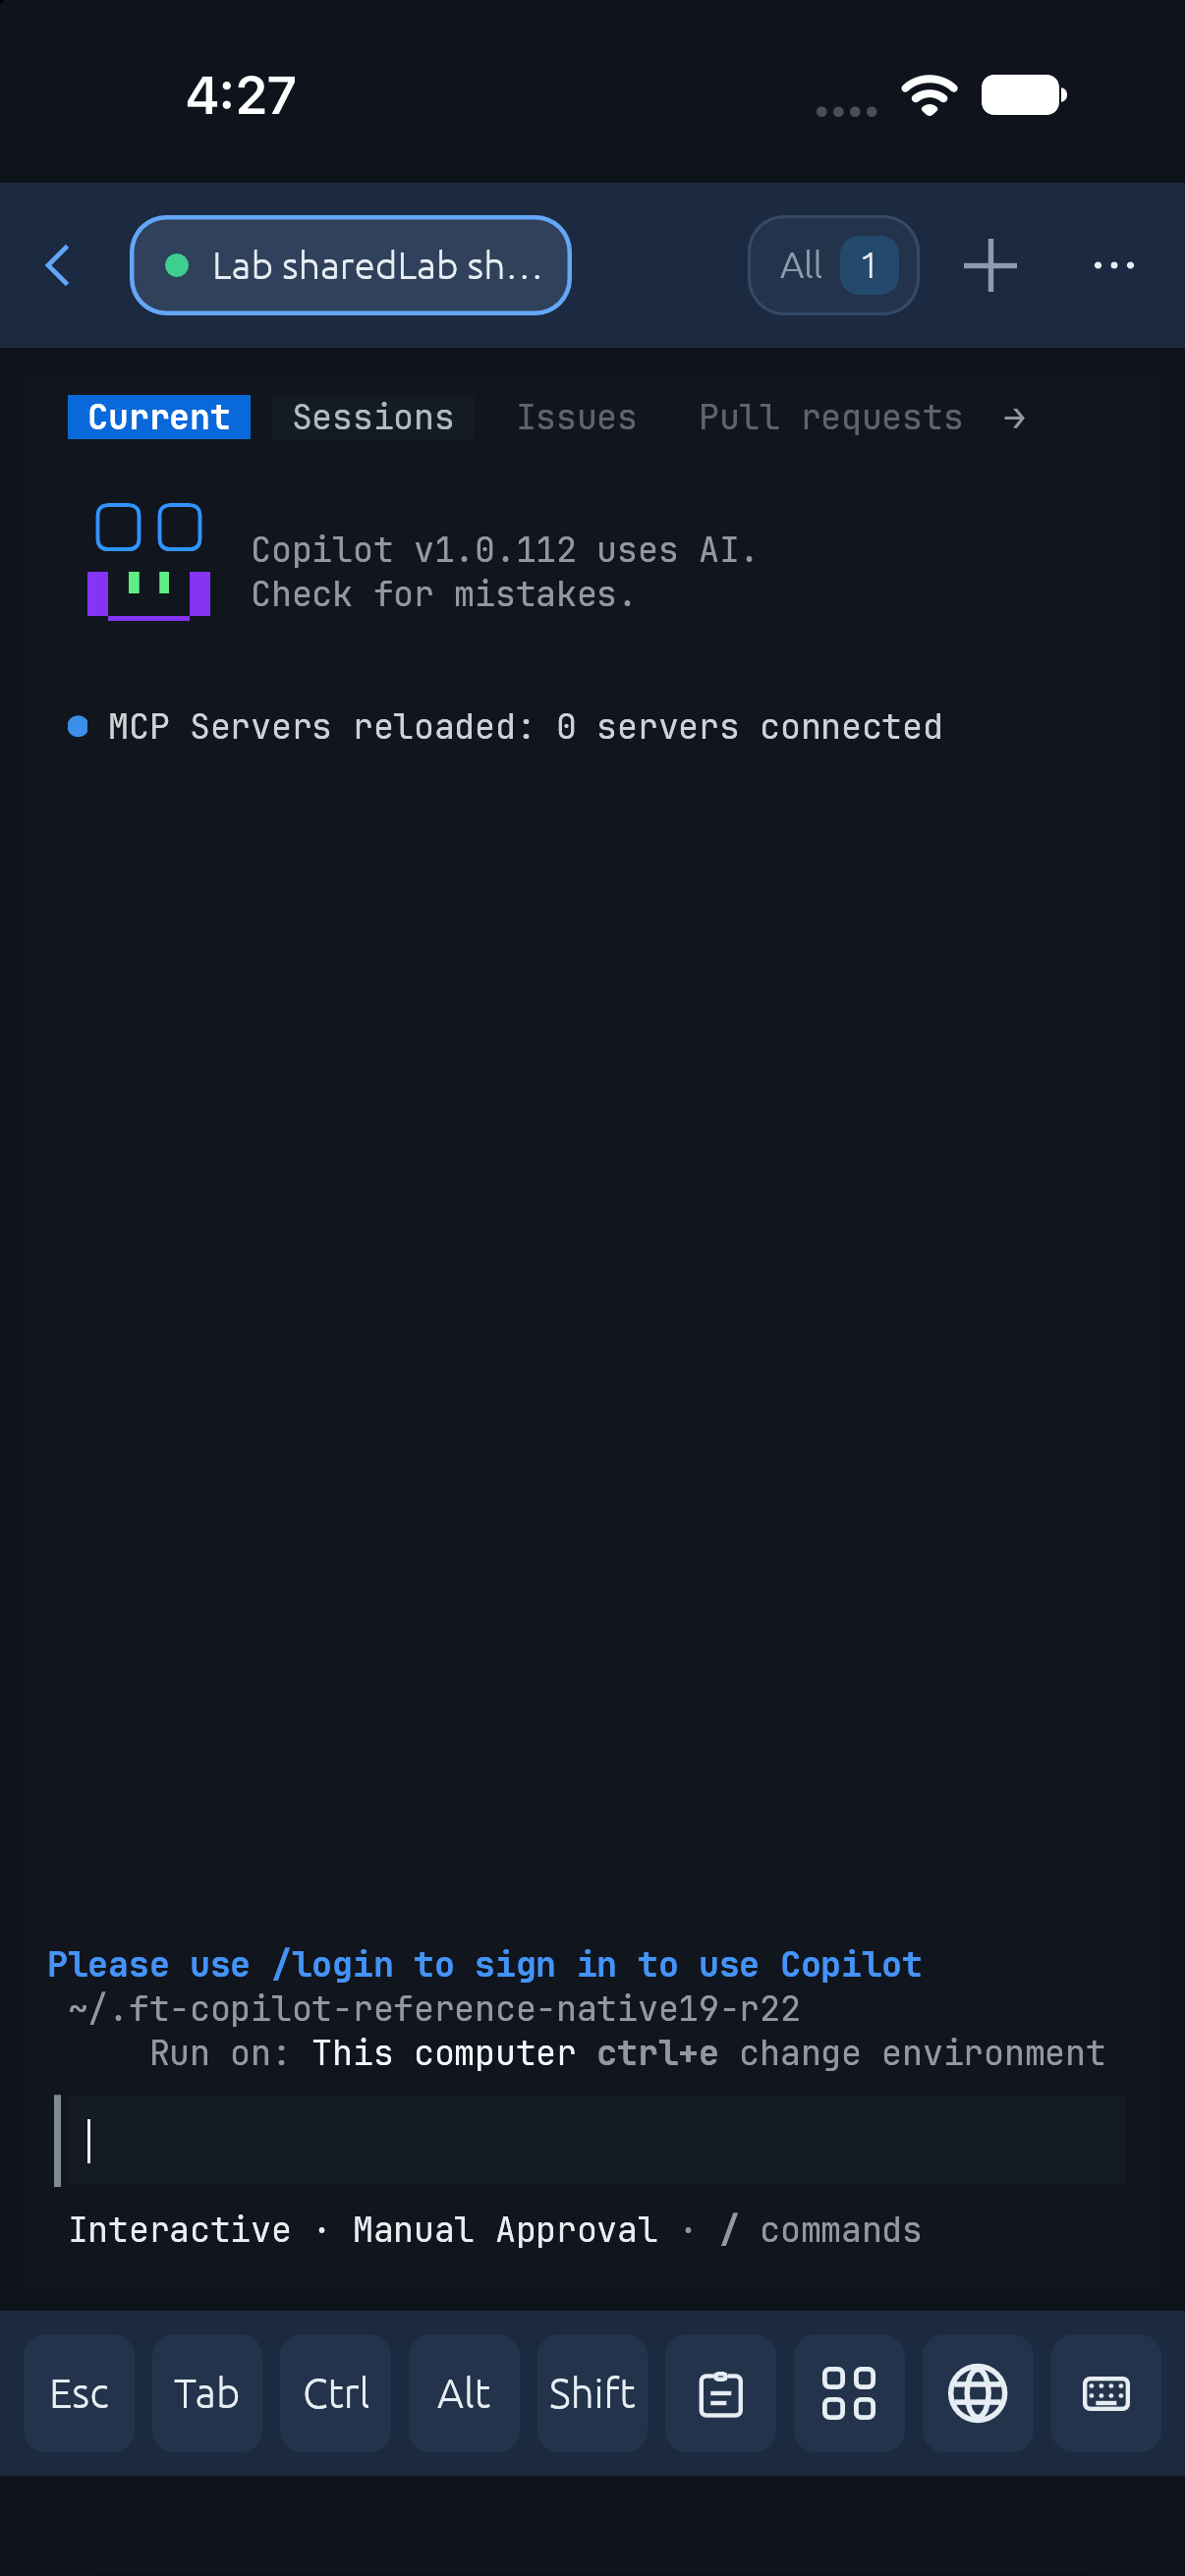 4:27
Lab sharedLab sh... All 1
Current Sessions Issues Pull requests →
Copilot v1.0.112 uses AI.
Check for mistakes.
● MCP Servers reloaded: 0 servers connected
Please use /login to sign in to use Copilot
~/.ft-copilot-reference-native19-r22
Run on: This computer ctrl+e change environment
Interactive · Manual Approval · / commands
Esc Tab Ctrl Alt Shift